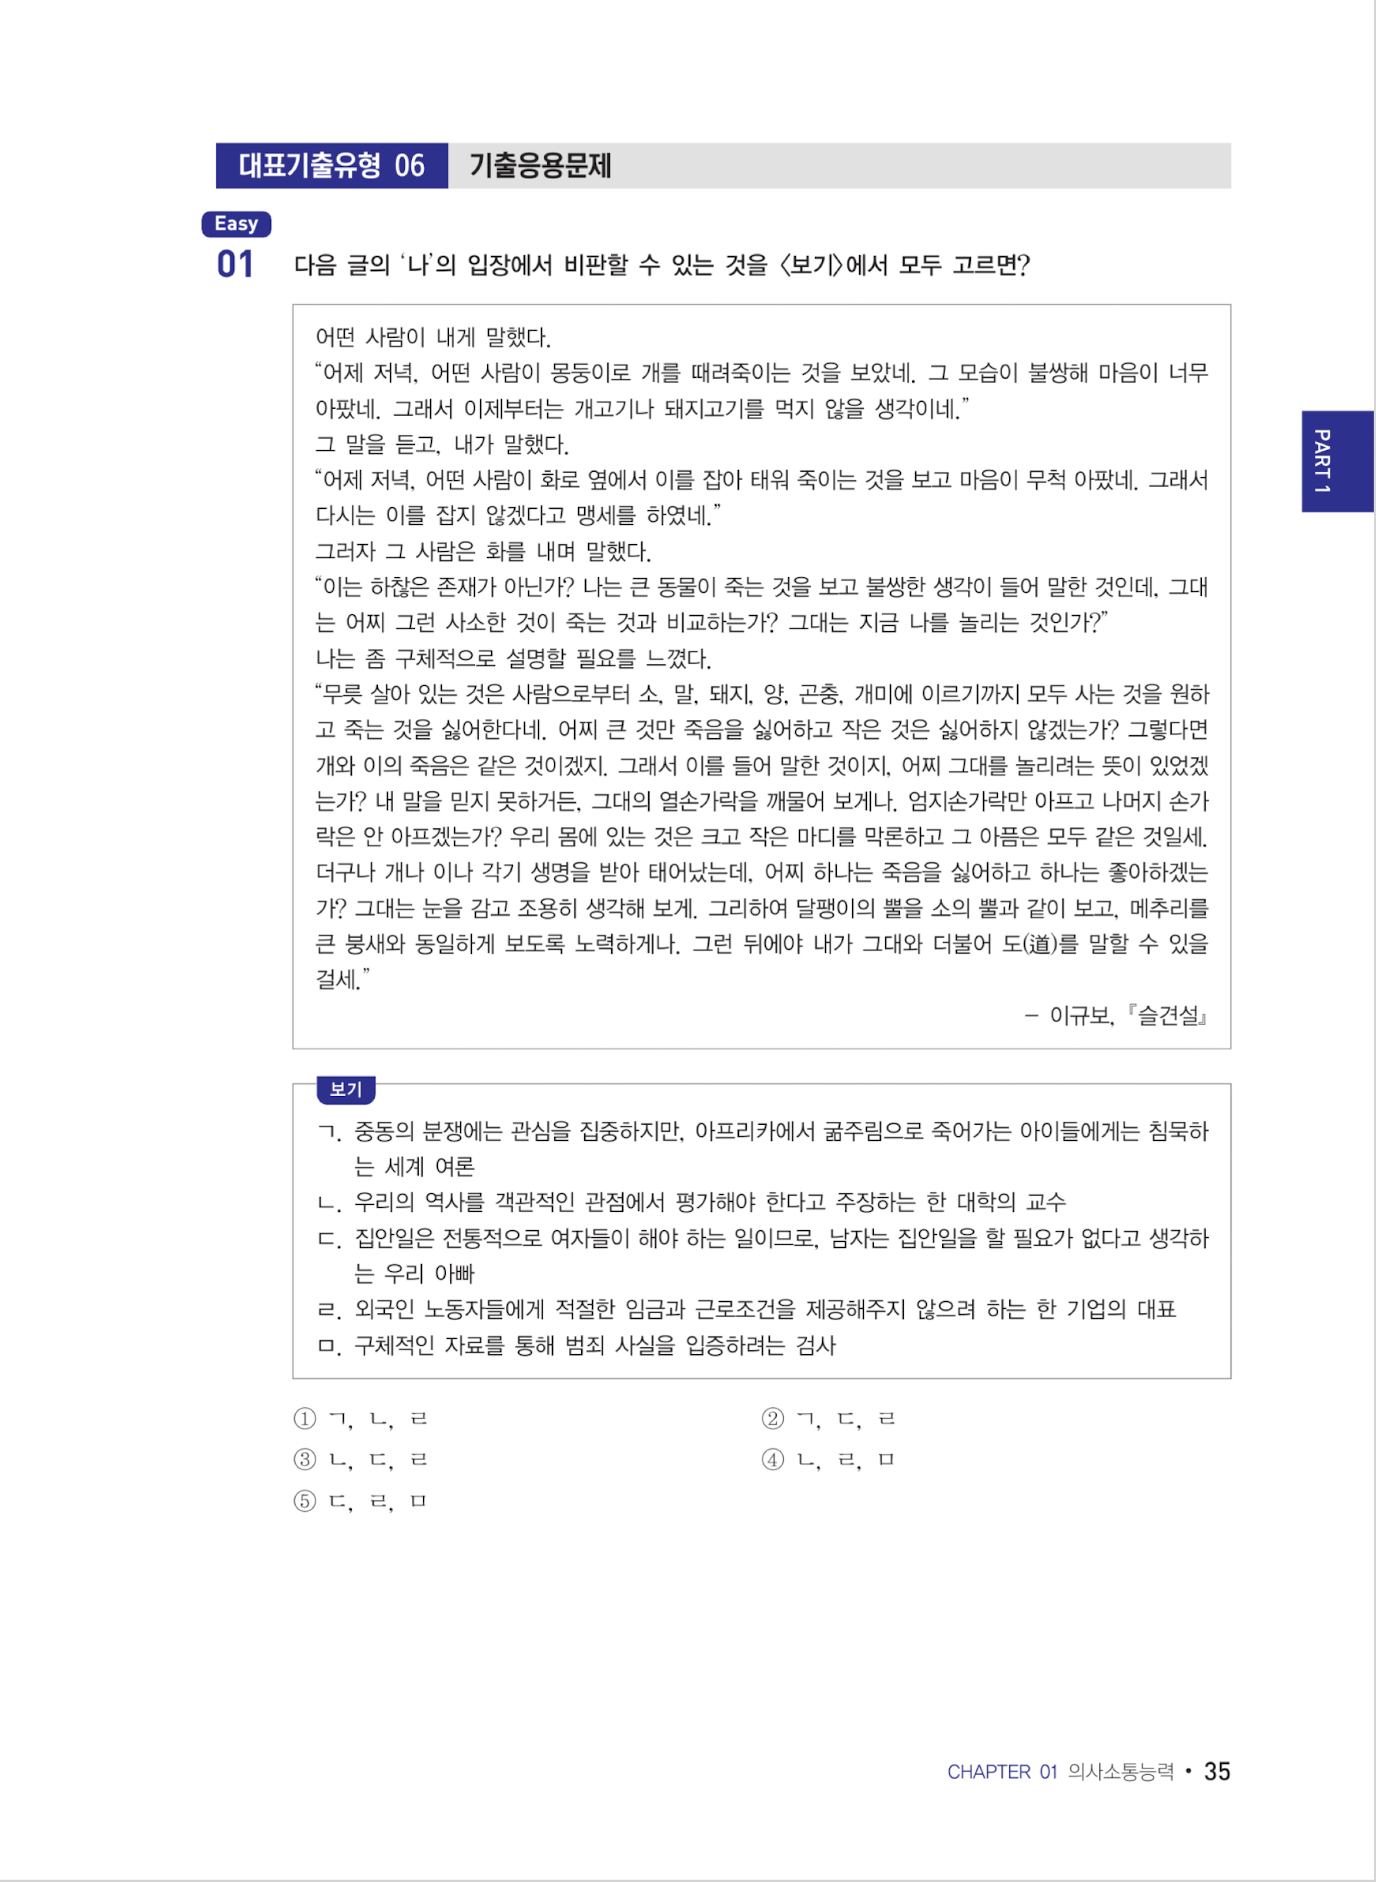 대표기출유형 06 기출응용문제
Easy
01 다음 글의 ‘나’의 입장에서 비판할 수 있는 것을 〈보기〉에서 모두 고르면?
어떤 사람이 내게 말했다.
“어제 저녁, 어떤 사람이 몽둥이로 개를 때려죽이는 것을 보았네. 그 모습이 불쌍해 마음이 너무
아팠네. 그래서 이제부터는 개고기나 돼지고기를 먹지 않을 생각이네.”
그 말을 듣고, 내가 말했다.
“어제 저녁, 어떤 사람이 화로 옆에서 이를 잡아 태워 죽이는 것을 보고 마음이 무척 아팠네. 그래서
다시는 이를 잡지 않겠다고 맹세를 하였네.”
그러자 그 사람은 화를 내며 말했다.
“이는 하찮은 존재가 아닌가? 나는 큰 동물이 죽는 것을 보고 불쌍한 생각이 들어 말한 것인데, 그대
는 어찌 그런 사소한 것이 죽는 것과 비교하는가? 그대는 지금 나를 놀리는 것인가?”
나는 좀 구체적으로 설명할 필요를 느꼈다.
“무릇 살아 있는 것은 사람으로부터 소, 말, 돼지, 양, 곤충, 개미에 이르기까지 모두 사는 것을 원하
고 죽는 것을 싫어한다네. 어찌 큰 것만 죽음을 싫어하고 작은 것은 싫어하지 않겠는가? 그렇다면
개와 이의 죽음은 같은 것이겠지. 그래서 이를 들어 말한 것이지, 어찌 그대를 놀리려는 뜻이 있었겠
는가? 내 말을 믿지 못하거든, 그대의 열손가락을 깨물어 보게나. 엄지손가락만 아프고 나머지 손가
락은 안 아프겠는가? 우리 몸에 있는 것은 크고 작은 마디를 막론하고 그 아픔은 모두 같은 것일세.
더구나 개나 이나 각기 생명을 받아 태어났는데, 어찌 하나는 죽음을 싫어하고 하나는 좋아하겠는
가? 그대는 눈을 감고 조용히 생각해 보게. 그리하여 달팽이의 뿔을 소의 뿔과 같이 보고, 메추리를
큰 붕새와 동일하게 보도록 노력하게나. 그런 뒤에야 내가 그대와 더불어 도(道)를 말할 수 있을
걸세.”
– 이규보, 『슬견설』
보기
ㄱ. 중동의 분쟁에는 관심을 집중하지만, 아프리카에서 굶주림으로 죽어가는 아이들에게는 침묵하
는 세계 여론
ㄴ. 우리의 역사를 객관적인 관점에서 평가해야 한다고 주장하는 한 대학의 교수
ㄷ. 집안일은 전통적으로 여자들이 해야 하는 일이므로, 남자는 집안일을 할 필요가 없다고 생각하
는 우리 아빠
ㄹ. 외국인 노동자들에게 적절한 임금과 근로조건을 제공해주지 않으려 하는 한 기업의 대표
ㅁ. 구체적인 자료를 통해 범죄 사실을 입증하려는 검사
① ㄱ, ㄴ, ㄹ ② ㄱ, ㄷ, ㄹ
③ ㄴ, ㄷ, ㄹ ④ ㄴ, ㄹ, ㅁ
⑤ ㄷ, ㄹ, ㅁ
PART 1
CHAPTER 01 의사소통능력 • 35